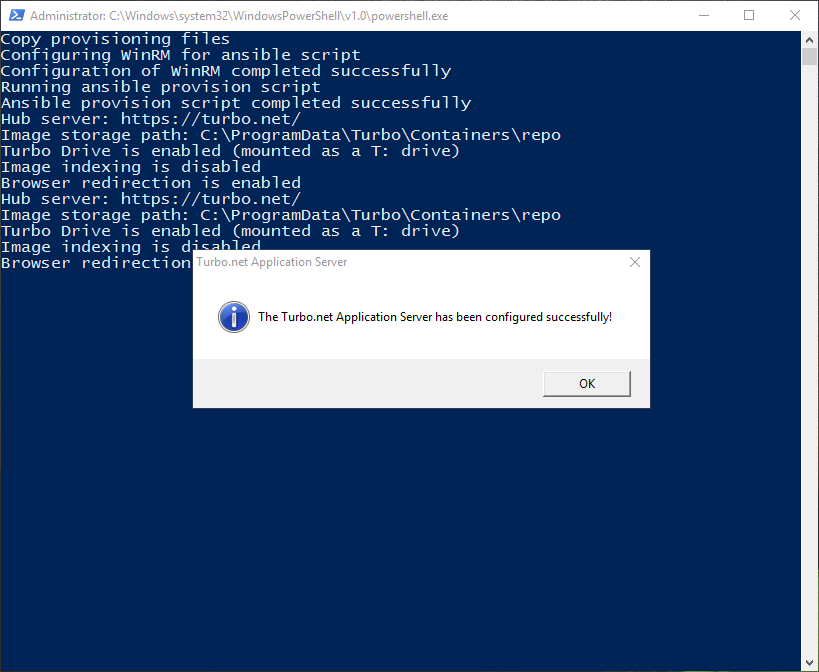 Administrator: C:\Windows\system32\WindowsPowerShell\v1.0\powershell.exe
Copy provisioning files
Configuring WinRM for ansible script
Configuration of WinRM completed successfully
Running ansible provision script
Ansible provision script completed successfully
Hub server: https://turbo.net/
Image storage path: C:\ProgramData\Turbo\Containers\repo
Turbo Drive is enabled (mounted as a T: drive)
Image indexing is disabled
Browser redirection is enabled
Hub server: https://turbo.net/
Image storage path: C:\ProgramData\Turbo\Containers\repo
Turbo Drive is enabled (mounted as a T: drive)
Image indexing is disabled
Browser redirection
Turbo.net Application Server
The Turbo.net Application Server has been configured successfully!
OK